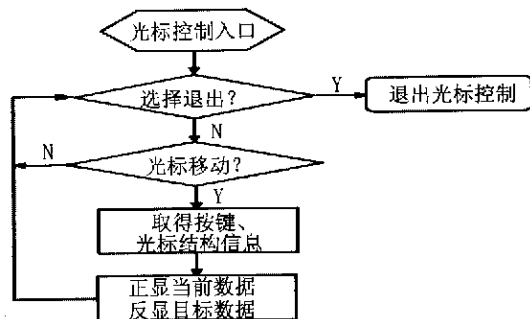 光标控制入口
选择退出？
Y
退出光标控制
N
光标移动？
N
Y
取得按键、
光标结构信息
正显当前数据
反显目标数据